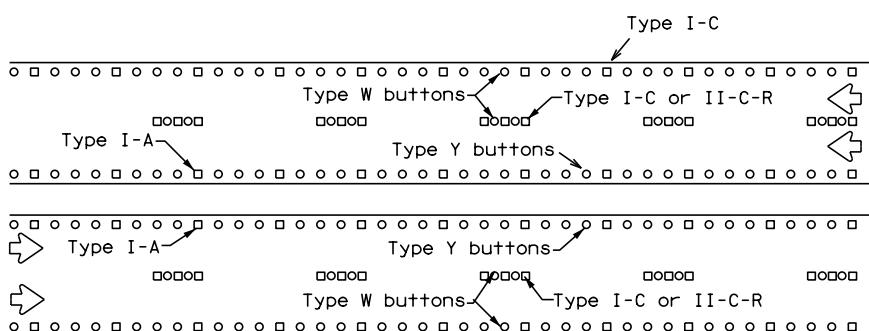 Type I-C
Type W buttons
Type I-C or II-C-R
Type I-A
Type Y buttons
Type I-A
Type Y buttons
Type W buttons
Type I-C or II-C-R